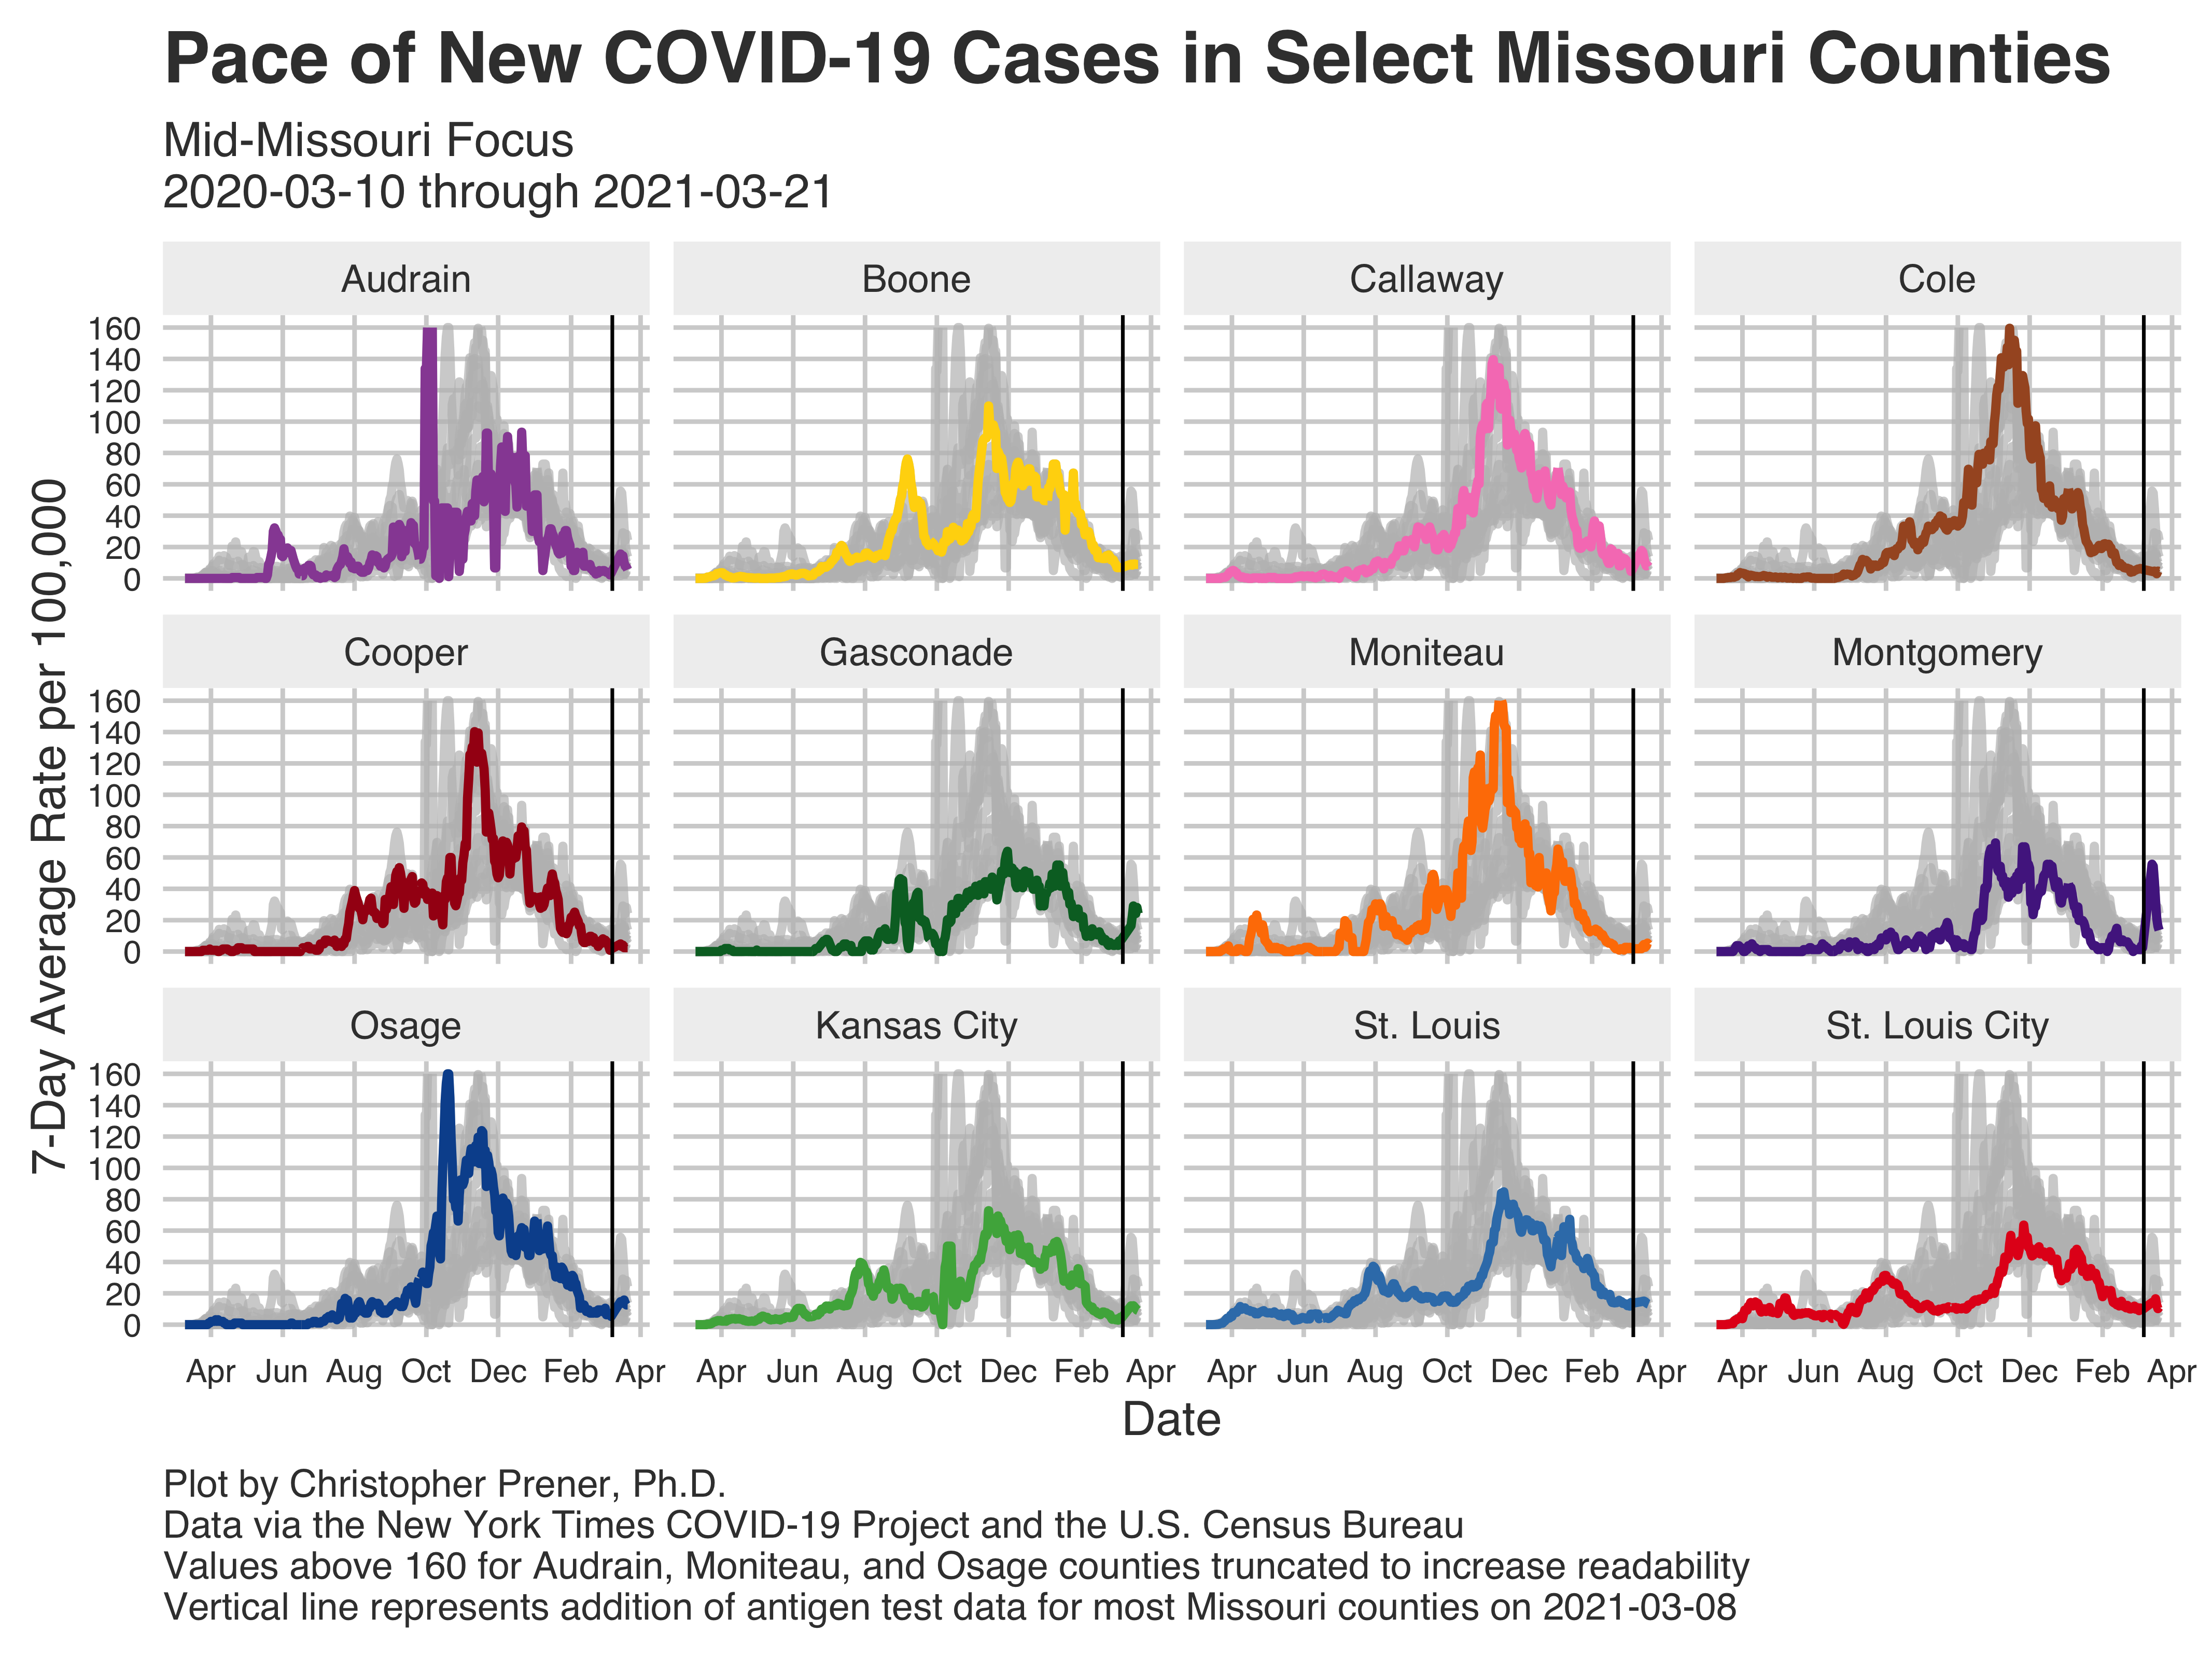 Pace of New COVID-19 Cases in Select Missouri Counties
Mid-Missouri Focus
2020-03-10 through 2021-03-21
7-Day Average Rate per 100,000
Audrain Boone Callaway Cole
160
140
120
100
80
60
40
20
0
Cooper Gasconade Moniteau Montgomery
160
140
120
100
80
60
40
20
0
Osage Kansas City St. Louis St. Louis City
160
140
120
100
80
60
40
20
0
Apr Jun Aug Oct Dec Feb Apr Apr Jun Aug Oct Dec Feb Apr Apr Jun Aug Oct Dec Feb Apr Apr Jun Aug Oct Dec Feb Apr
Date
Plot by Christopher Prener, Ph.D.
Data via the New York Times COVID-19 Project and the U.S. Census Bureau
Values above 160 for Audrain, Moniteau, and Osage counties truncated to increase readability
Vertical line represents addition of antigen test data for most Missouri counties on 2021-03-08